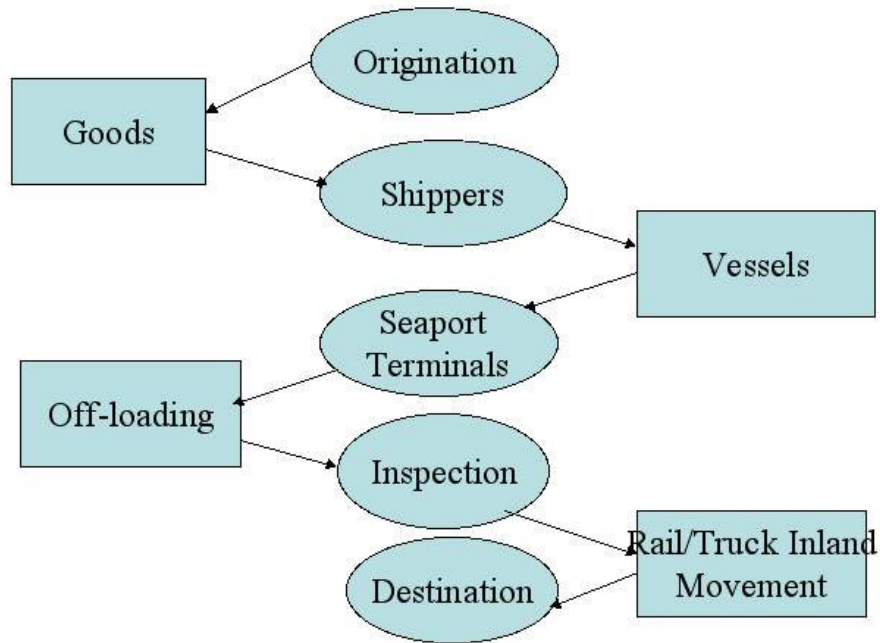 Origination
Goods
Shippers
Vessels
Seaport
Terminals
Off-loading
Inspection
Rail/Truck Inland
Movement
Destination